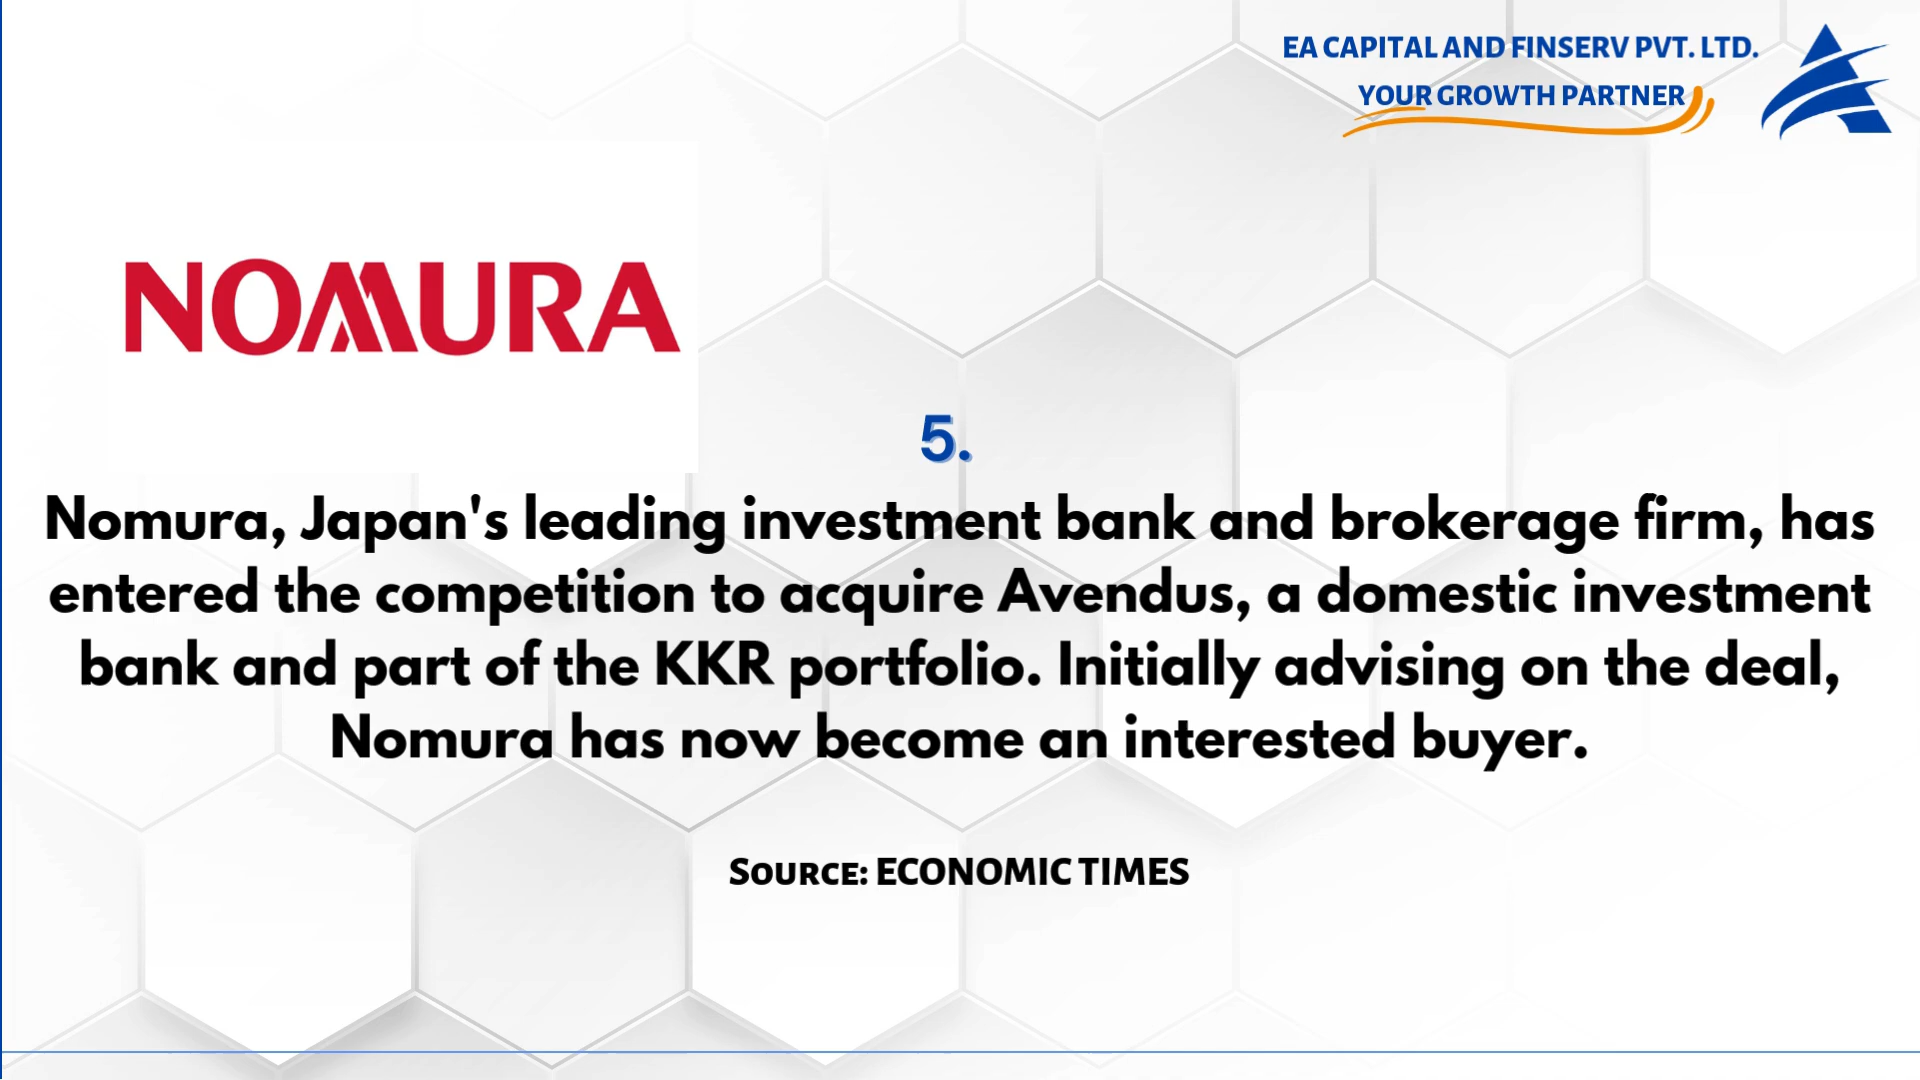 EA CAPITAL AND FINSERV PVT. LTD.
YOUR GROWTH PARTNER
NOMURA
5.
Nomura, Japan's leading investment bank and brokerage firm, has
entered the competition to acquire Avendus, a domestic investment
bank and part of the KKR portfolio. Initially advising on the deal,
Nomura has now become an interested buyer.
Source: ECONOMIC TIMES